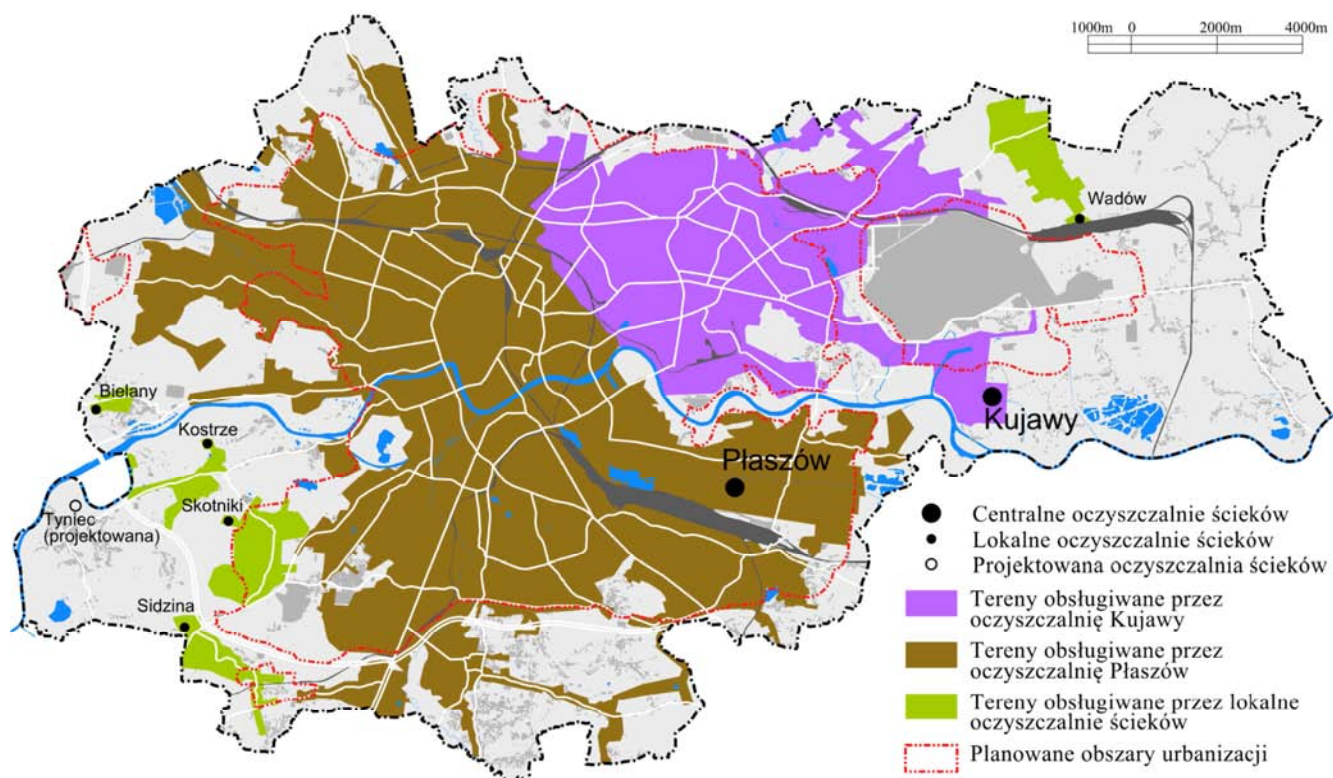 1000m 0 2000m 4000m
Wadów
Bielany
Kostrze
Kujawy
Płaszów
Skotniki
Tyniec
(projektowana)
Sidzina
Centralne oczyszczalnie ścieków
Lokalne oczyszczalnie ścieków
Projektowana oczyszczalnia ścieków
Tereny obsługiwane przez
oczyszczalnię Kujawy
Tereny obsługiwane przez
oczyszczalnię Płaszów
Tereny obsługiwane przez lokalne
oczyszczalnie ścieków
Planowane obszary urbanizacji